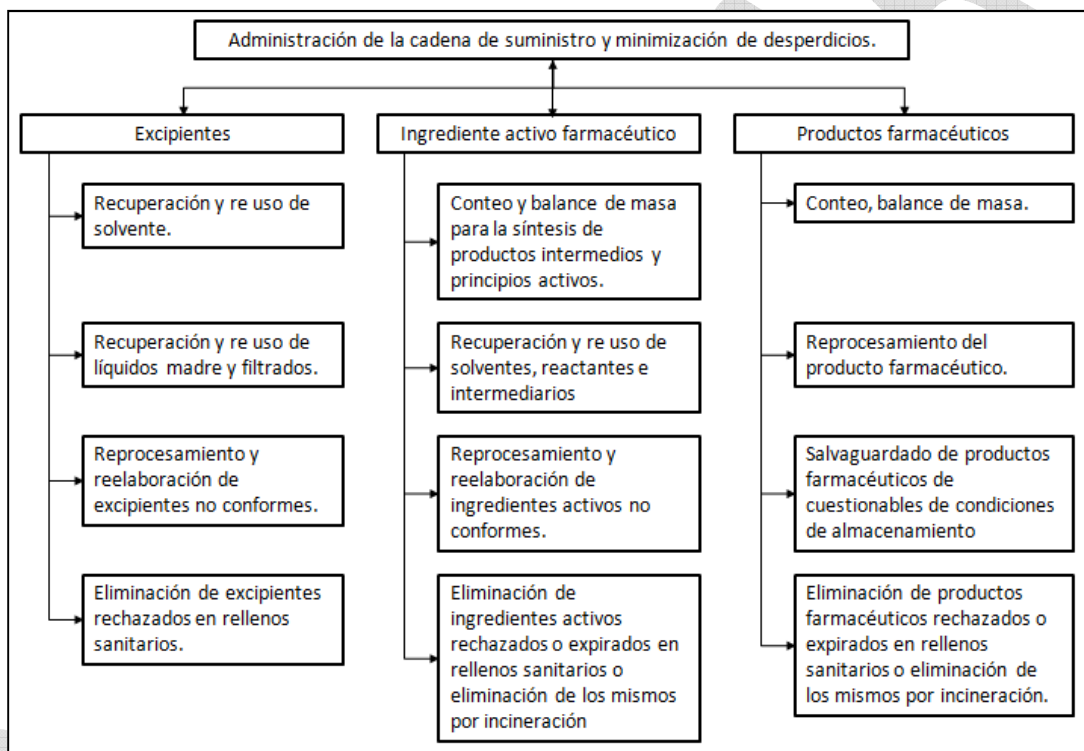 Administración de la cadena de suministro y minimización de desperdicios.
Excipientes
Recuperación y re uso de
solvente.
Recuperación y re uso de
líquidos madre y filtrados.
Reprocesamiento y
reelaboración de
excipientes no conformes.
Eliminación de excipientes
rechazados en rellenos
sanitarios.
Ingrediente activo farmacéutico
Conteo y balance de masa
para la síntesis de
productos intermedios y
principios activos.
Recuperación y re uso de
solventes, reactantes e
intermediarios
Reprocesamiento y
reelaboración de
ingredientes activos no
conformes.
Eliminación de
ingredientes activos
rechazados o expirados en
rellenos sanitarios o
eliminación de los mismos
por incineración
Productos farmacéuticos
Conteo, balance de masa.
Reprocesamiento del
producto farmacéutico.
Salvaguardado de productos
farmacéuticos de
cuestionables de condiciones
de almacenamiento
Eliminación de productos
farmacéuticos rechazados o
expirados en rellenos
sanitarios o eliminación de
los mismos por incineración.